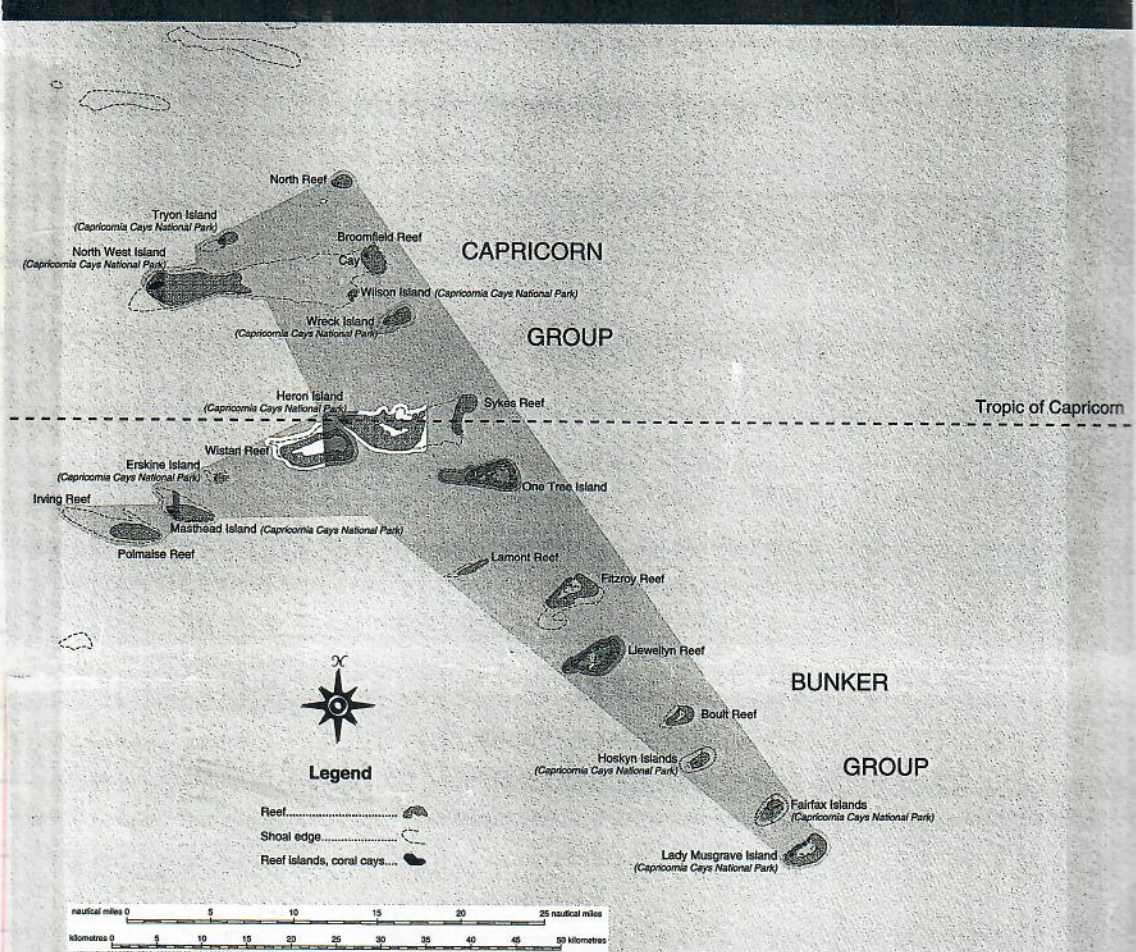 North Reef
Tryon Island
(Capricornia Cays National Park)
North West Island
(Capricornia Cays National Park)
Broomfield Reef
Cay
CAPRICORN
Wilson Island (Capricornia Cays National Park)
Wreck Island
(Capricornia Cays National Park)
GROUP
Heron Island
(Capricornia Cays National Park)
Sykes Reef
Tropic of Capricorn
Wistari Reef
Erskine Island
(Capricornia Cays National Park)
One Tree Island
Irving Reef
Masthead Island (Capricornia Cays National Park)
Polmaise Reef
Lamont Reef
Fitzroy Reef
Llewellyn Reef
N
BUNKER
Boult Reef
Hoskyn Islands
(Capricornia Cays National Park)
GROUP
Legend
Fairfax Islands
(Capricornia Cays National Park)
Reef
Shoal edge
Reef islands, coral cays....
Lady Musgrave Island
(Capricornia Cays National Park)
nautical miles 0 5 10 15 20 25 nautical miles
kilometres 0 5 10 15 20 25 30 35 40 45 50 kilometres